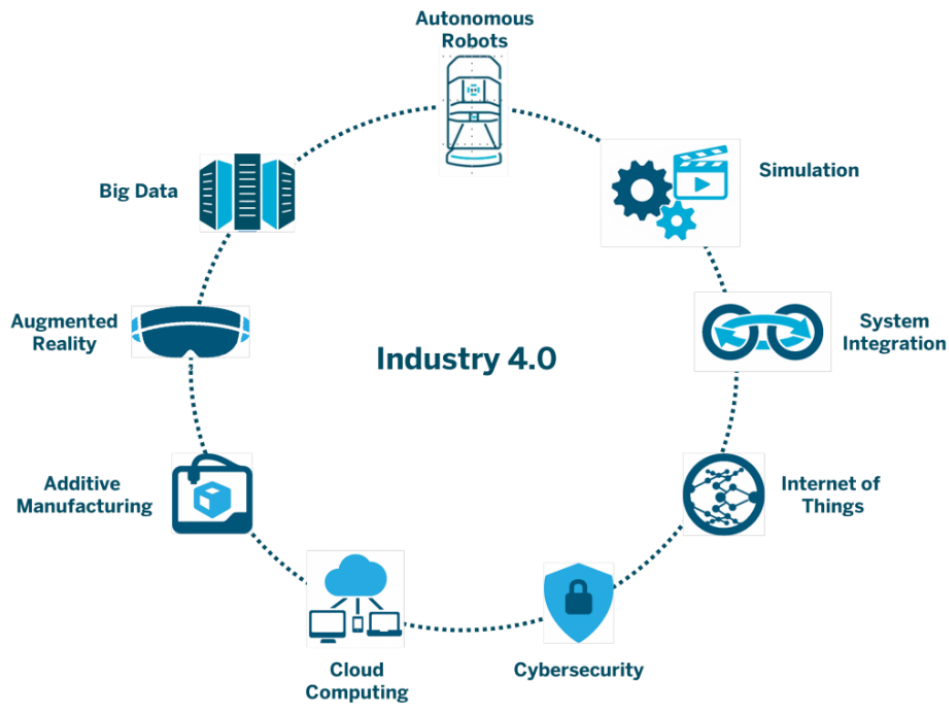 Autonomous
Robots
Simulation
Big Data
System
Integration
Augmented
Reality
Industry 4.0
Internet of
Things
Additive
Manufacturing
Cybersecurity
Cloud
Computing